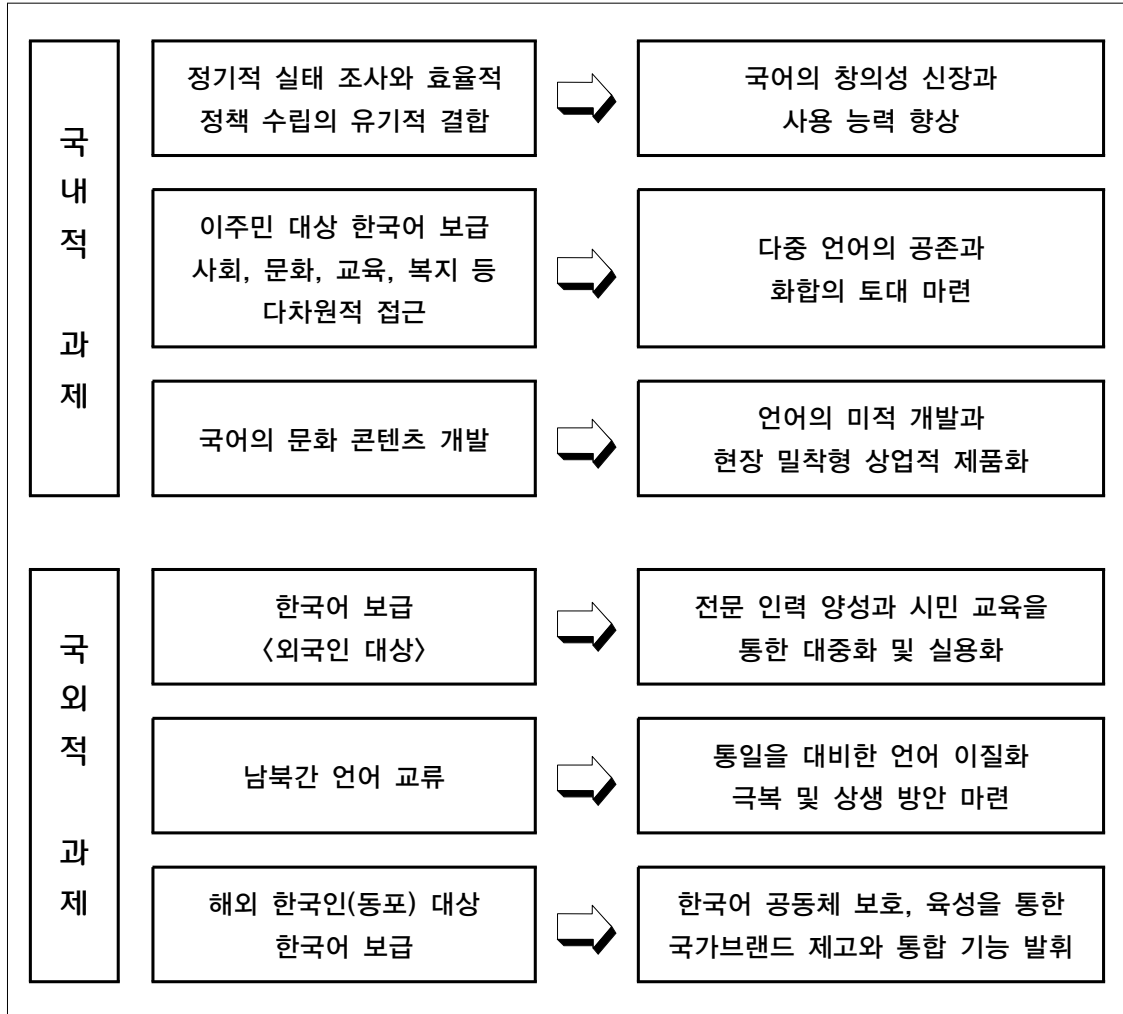 국내적 과제
정기적 실태 조사와 효율적
정책 수립의 유기적 결합
국어의 창의성 신장과
사용 능력 향상
이주민 대상 한국어 보급
사회, 문화, 교육, 복지 등
다차원적 접근
다중 언어의 공존과
화합의 토대 마련
국어의 문화 콘텐츠 개발
언어의 미적 개발과
현장 밀착형 상업적 제품화
국외적 과제
한국어 보급
〈외국인 대상〉
전문 인력 양성과 시민 교육을
통한 대중화 및 실용화
남북간 언어 교류
통일을 대비한 언어 이질화
극복 및 상생 방안 마련
해외 한국인(동포) 대상
한국어 보급
한국어 공동체 보호, 육성을 통한
국가브랜드 제고와 통합 기능 발휘